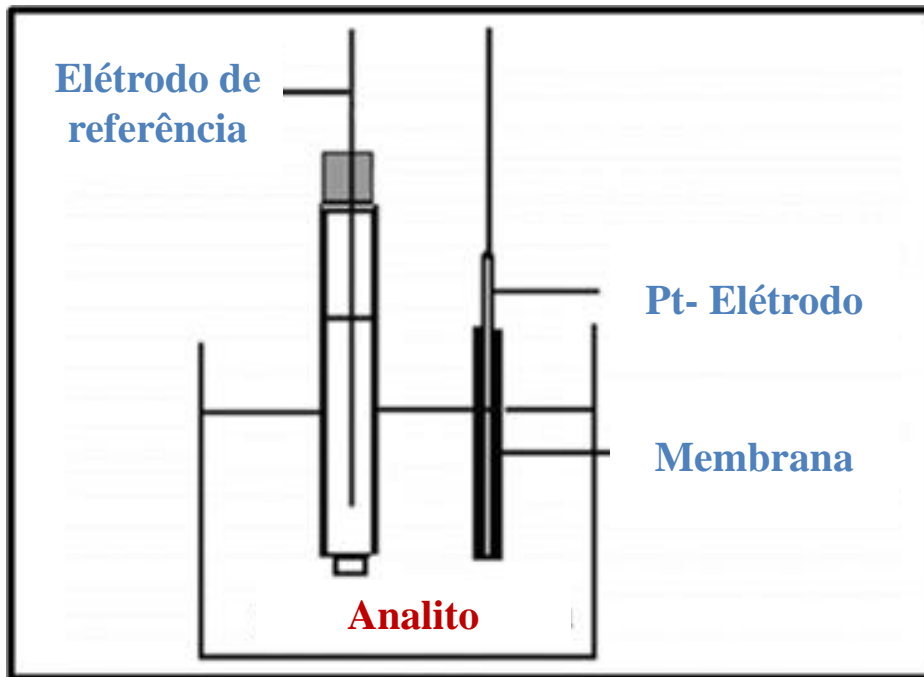 Elétrodo de
referência
Pt- Elétrodo
Membrana
Analito